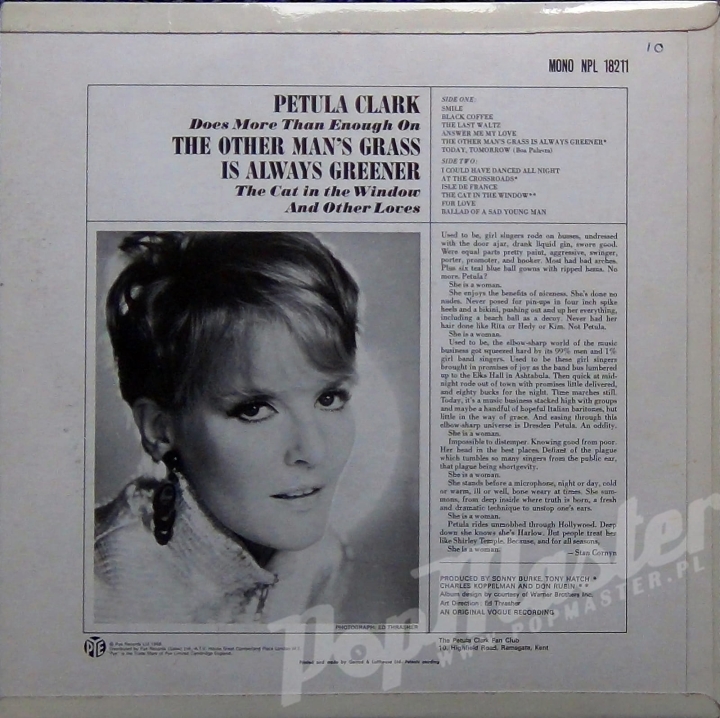 10
MONO NPL 18211
PETULA CLARK
Does More Than Enough On
THE OTHER MAN'S GRASS
IS ALWAYS GREENER
The Cat in the Window
And Other Loves
SIDE ONE:
SMILE
BLACK COFFEE
THE LAST WALTZ
ANSWER ME MY LOVE
THE OTHER MAN'S GRASS IS ALWAYS GREENER*
TODAY, TOMORROW (Boa Palavra)
SIDE TWO:
I COULD HAVE DANCED ALL NIGHT
AT THE CROSSROADS*
ISLE DE FRANCE
THE CAT IN THE WINDOW**
FOR LOVE
BALLAD OF A SAD YOUNG MAN
Used to be, girl singers rode on busses, undressed
with the door ajar, drank liquid gin, swore good.
Were equal parts pretty paint, aggressive, swinger,
porter, promoter, and hooker. Most had bad arches.
Plus six teal blue ball gowns with ripped hems. No
more. Petula?
She is a woman.
She enjoys the benefits of niceness. She's done no
nudes. Never posed for pin-ups in four inch spike
heels and a bikini, pushing out and up her everything,
including a beach ball as a decoy. Never had her
hair done like Rita or Hedy or Kim. Not Petula.
She is a woman.
Used to be, the elbow-sharp world of the music
business got squeezed hard by its 99% men and 1%
girl band singers. Used to be these girl singers
brought in promises of joy as the band bus lumbered
up to the Elks Hall in Ashtabula. Then quick at mid-
night rode out of town with promises little delivered,
and eighty bucks for the night. Time marches still.
Today, it's a music business stacked high with groups
and maybe a handful of hopeful Italian baritones, but
little in the way of grace. And easing through this
elbow-sharp universe is Dresden Petula. An oddity.
She is a woman.
Impossible to distemper. Knowing good from poor.
Her head in the best places. Defiant of the plague
which tumbles so many singers from the public ear,
that plague being shortgevity.
She is a woman.
She stands before a microphone, night or day, cold
or warm, ill or well, bone weary at times. She sum-
mons, from deep inside where truth is born, a fresh
and dramatic technique to unstop one's ears.
She is a woman.
Petula rides unmobbed through Hollywood. Deep
down she knows she's Harlow. But people treat her
like Shirley Temple. Because, and for all seasons,
She is a woman.
—Stan Cornyn
PRODUCED BY SONNY BURKE, TONY HATCH *
CHARLES KOPPELMAN AND DON RUBIN **
Album design by courtesy of Warner Brothers Inc.
Art Direction: Ed Thrasher
AN ORIGINAL VOGUE RECORDING
PHOTOGRAPH: ED THRASHER
PYE
The Petula Clark Fan Club
10, Highfield Road, Ramsgate, Kent
Printed and made by Garrod & Lofthouse Ltd. Patents pending
PopMaster
WWW.POPMASTER.PL